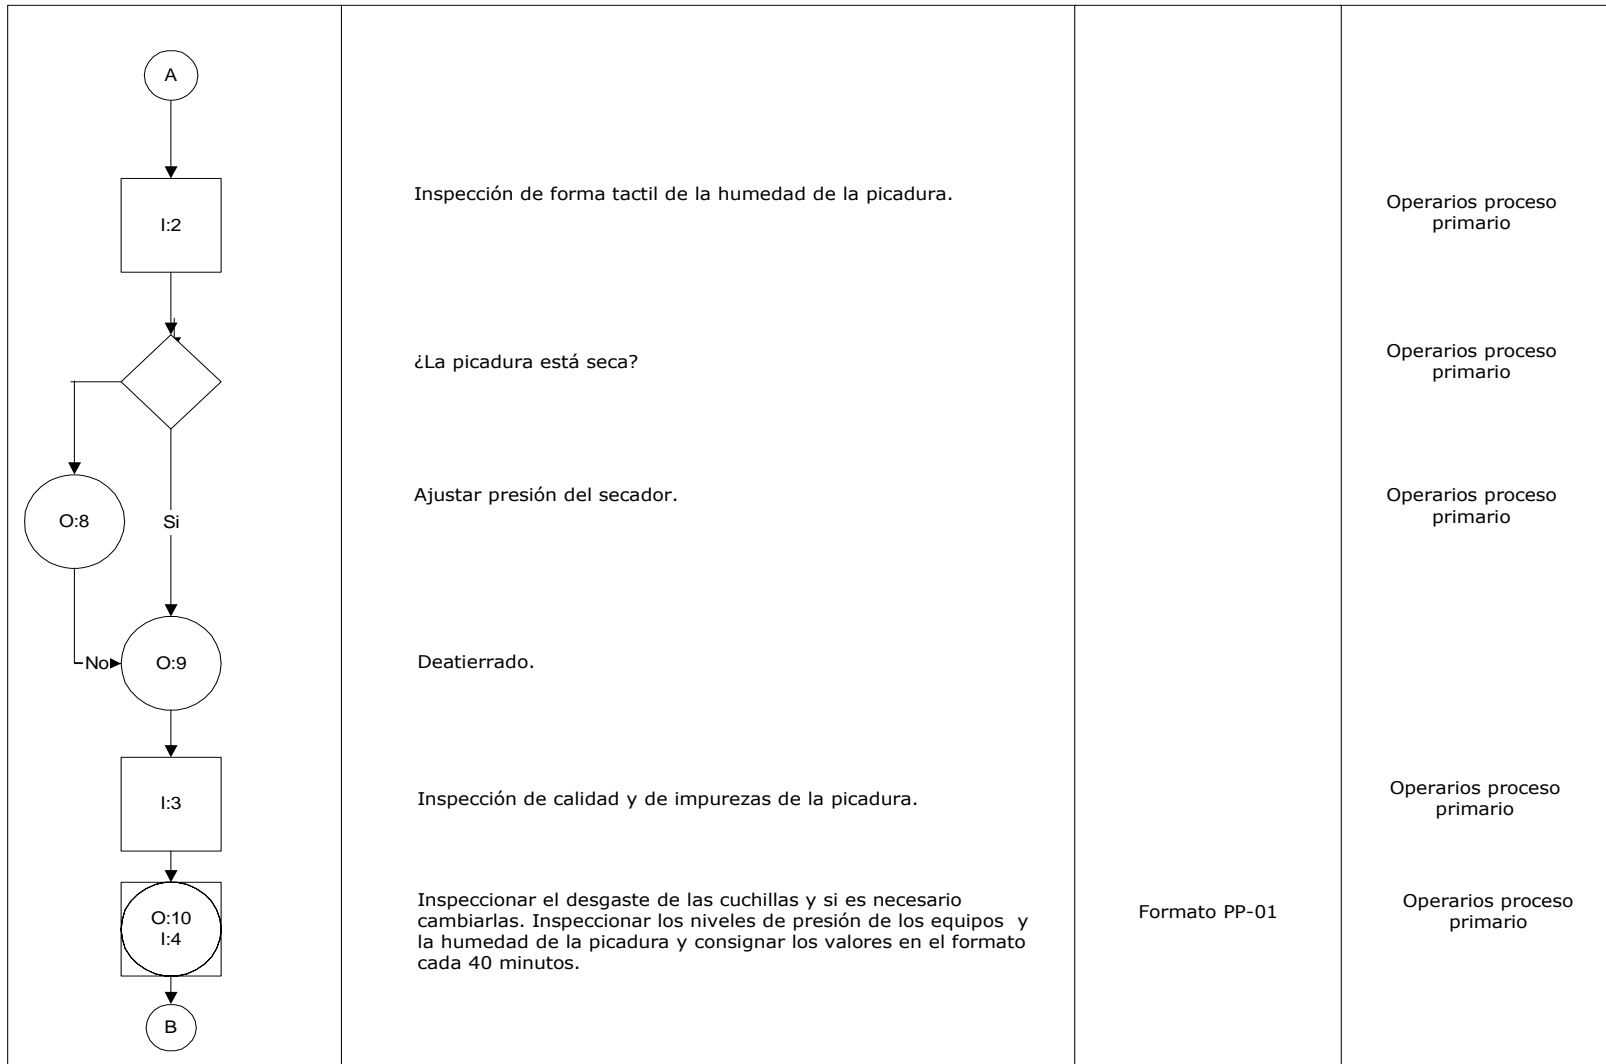 A
I:2
Inspección de forma tactil de la humedad de la picadura.
Operarios proceso
primario
¿La picadura está seca?
Operarios proceso
primario
O:8
Si
Ajustar presión del secador.
Operarios proceso
primario
No
O:9
Deatierrado.
I:3
Inspección de calidad y de impurezas de la picadura.
Operarios proceso
primario
O:10
I:4
Inspeccionar el desgaste de las cuchillas y si es necesario
cambiarlas. Inspeccionar los niveles de presión de los equipos y
la humedad de la picadura y consignar los valores en el formato
cada 40 minutos.
Formato PP-01
Operarios proceso
primario
B